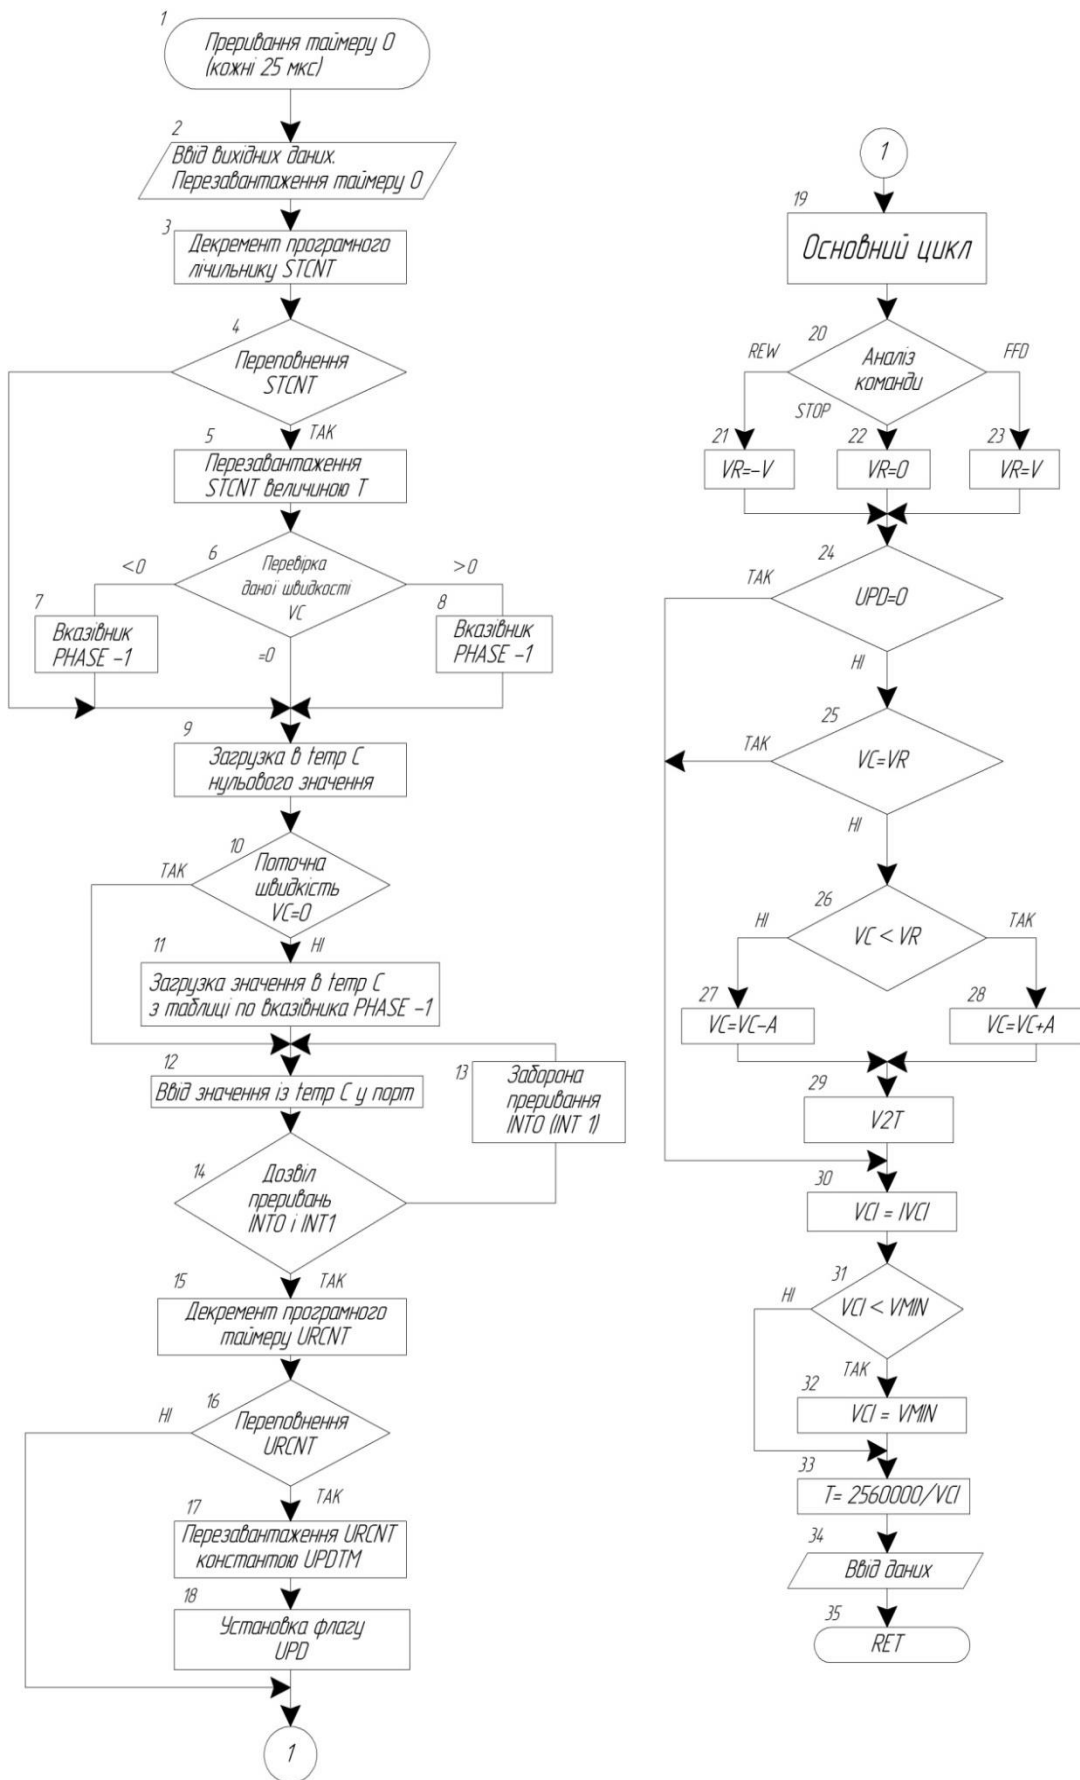 1
Преривання таймеру 0
(кожні 25 мкс)
2
Ввід вихідних даних.
Перезавантаження таймеру 0
3
Декремент програмного
лічильнику STCNT
4
Переповнення
STCNT
ТАК
5
Перезавантаження
STCNT величиною T
6
Перевірка
даної швидкості
VC
<0
>0
=0
7
Вказівник
PHASE -1
8
Вказівник
PHASE -1
9
Загрузка в temp C
нульового значення
10
Поточна
швидкість
VC=0
ТАК
НІ
11
Загрузка значення в temp C
з таблиці по вказівника PHASE -1
12
Ввід значення із temp C у порт
13
Заборона
преривання
INT0 (INT 1)
14
Дозвіл
преривань
INT0 і INT1
ТАК
15
Декремент програмного
таймеру URCNT
16
Переповнення
URCNT
НІ
ТАК
17
Перезавантаження URCNT
константою UPDTM
18
Установка флагу
UPD
1
1
19
Основний цикл
20
Аналіз
команди
REW
FFD
STOP
21
VR=-V
22
VR=0
23
VR=V
24
UPD=0
ТАК
НІ
25
VC=VR
ТАК
НІ
26
VC < VR
НІ
ТАК
27
VC=VC-A
28
VC=VC+A
29
V2T
30
VCI = IVCI
31
VCI < VMIN
НІ
ТАК
32
VCI = VMIN
33
T= 2560000/VCI
34
Ввід даних
35
RET